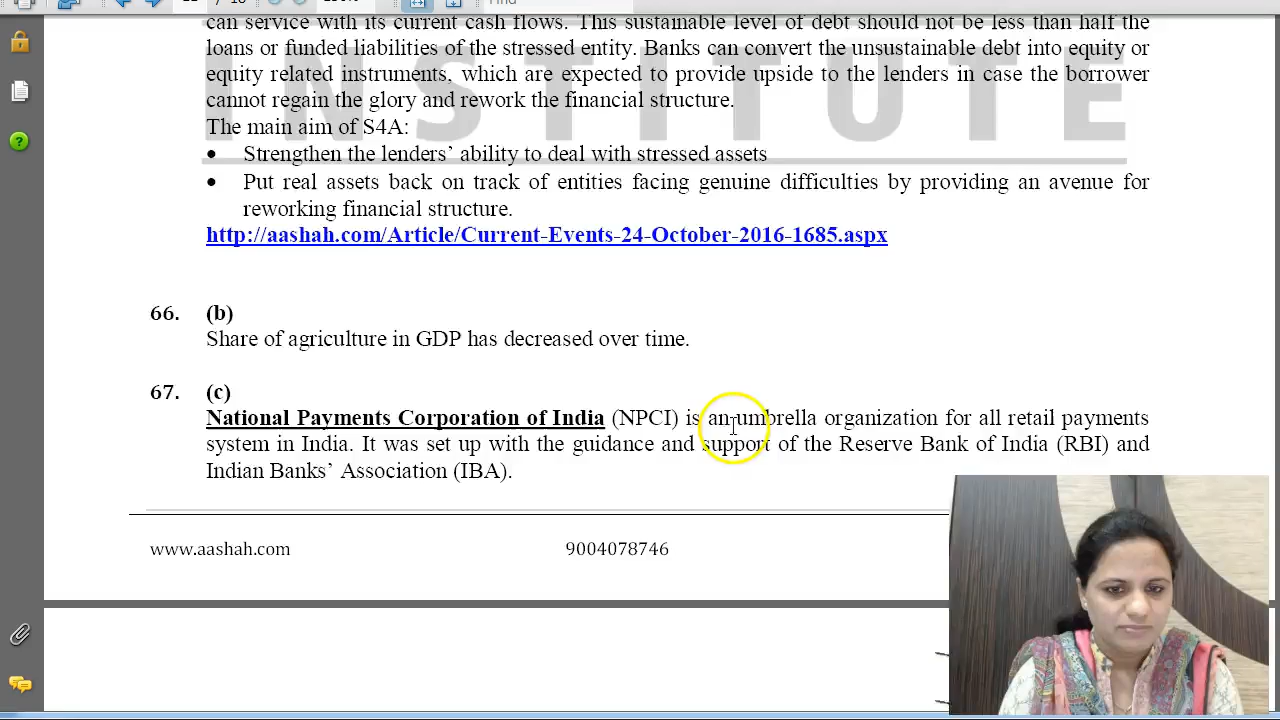 can service with its current cash flows. This sustainable level of debt should not be less than half the
loans or funded liabilities of the stressed entity. Banks can convert the unsustainable debt into equity or
equity related instruments, which are expected to provide upside to the lenders in case the borrower
cannot regain the glory and rework the financial structure.
INSTITUTE
The main aim of S4A:
• Strengthen the lenders’ ability to deal with stressed assets
• Put real assets back on track of entities facing genuine difficulties by providing an avenue for
reworking financial structure.
http://aashah.com/Article/Current-Events-24-October-2016-1685.aspx
66. (b)
Share of agriculture in GDP has decreased over time.
67. (c)
National Payments Corporation of India (NPCI) is an umbrella organization for all retail payments
system in India. It was set up with the guidance and support of the Reserve Bank of India (RBI) and
Indian Banks’ Association (IBA).
www.aashah.com 9004078746